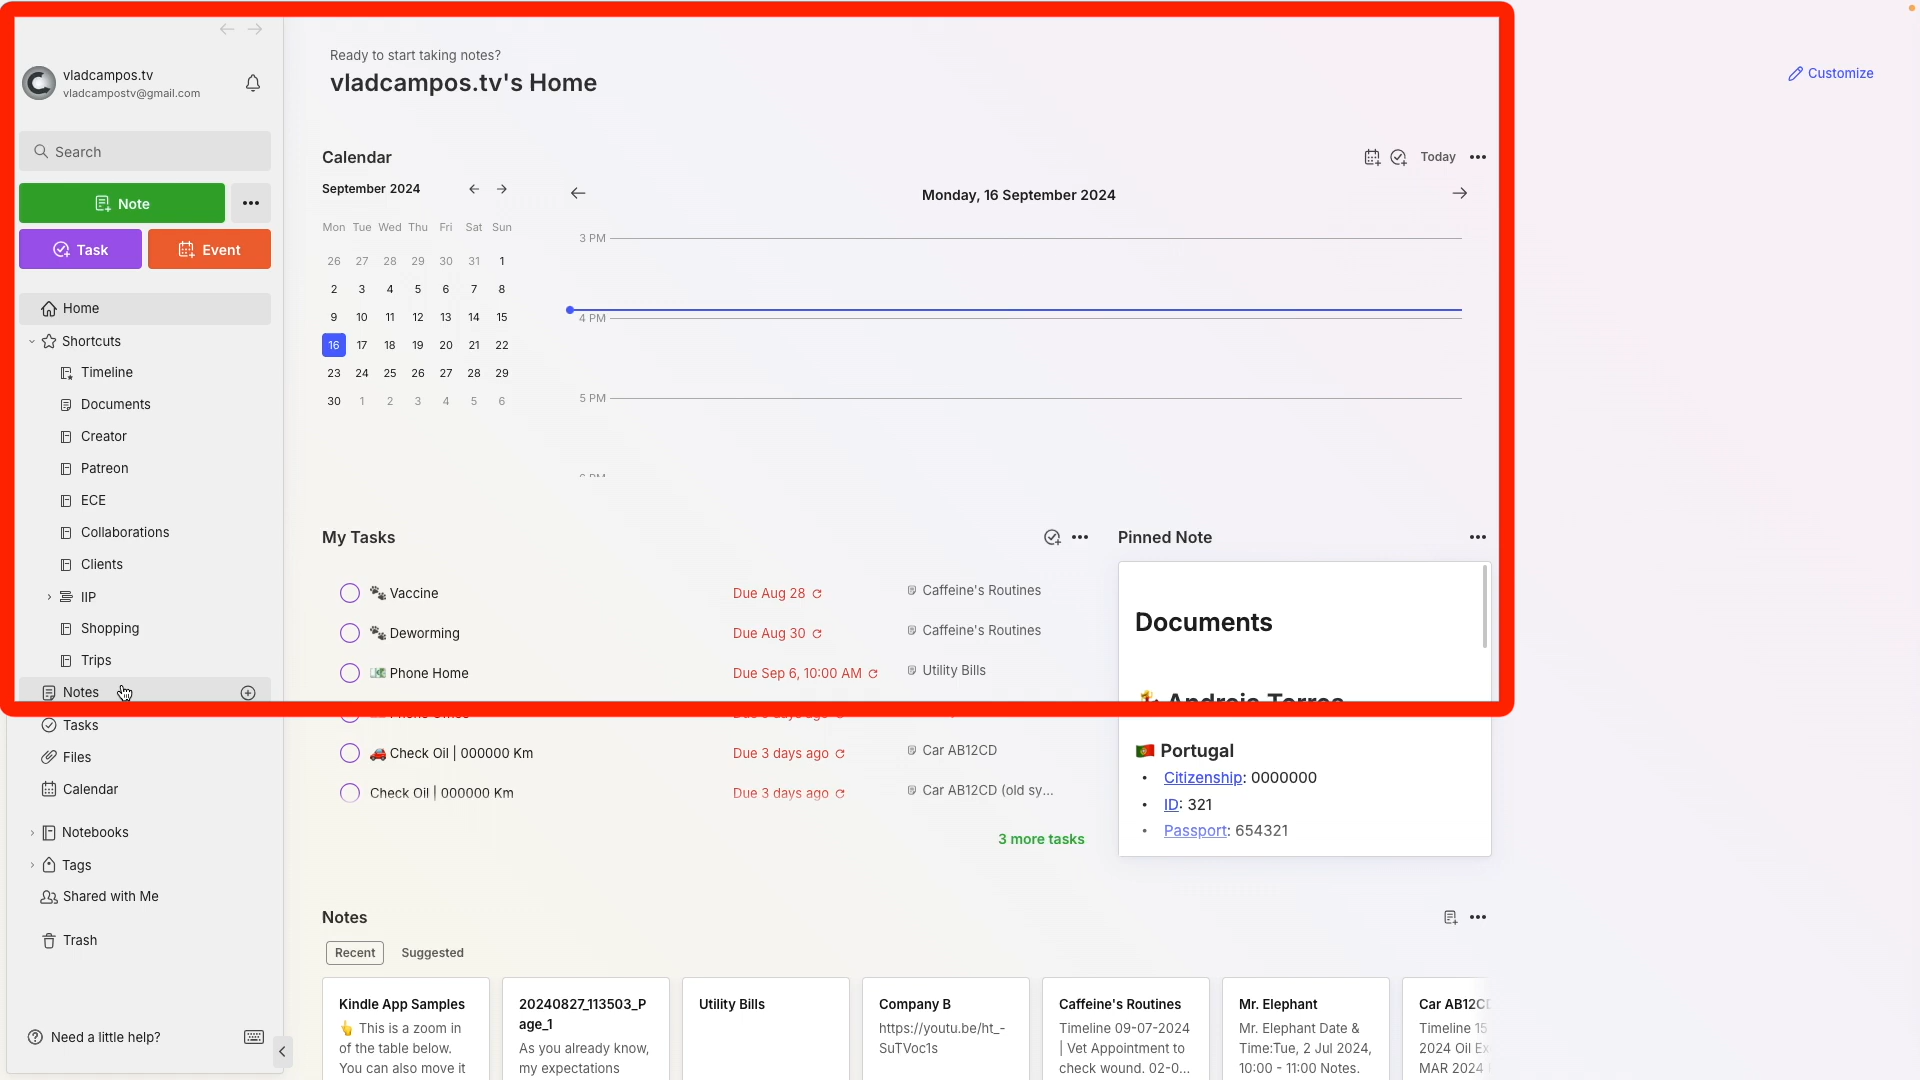 vladcampos.tv
vladcampostv@gmail.com
Search
Note
Task
Event
Home
Shortcuts
Timeline
Documents
Creator
Patreon
ECE
Collaborations
Clients
IIP
Shopping
Trips
Notes
Tasks
Files
Calendar
Notebooks
Tags
Shared with Me
Trash
Need a little help?
Ready to start taking notes?
vladcampos.tv's Home
Customize
Calendar
Today
September 2024
Monday, 16 September 2024
Mon Tue Wed Thu Fri Sat Sun
26 27 28 29 30 31 1
2 3 4 5 6 7 8
9 10 11 12 13 14 15
16 17 18 19 20 21 22
23 24 25 26 27 28 29
30 1 2 3 4 5 6
3 PM
4 PM
5 PM
My Tasks
Vaccine Due Aug 28 Caffeine's Routines
Deworming Due Aug 30 Caffeine's Routines
Phone Home Due Sep 6, 10:00 AM Utility Bills
Check Oil | 000000 Km Due 3 days ago Car AB12CD
Check Oil | 000000 Km Due 3 days ago Car AB12CD (old sy...
3 more tasks
Pinned Note
Documents
Portugal
• Citizenship: 0000000
• ID: 321
• Passport: 654321
Notes
Recent Suggested
Kindle App Samples
This is a zoom in
of the table below.
You can also move it
20240827_113503_P
age_1
As you already know,
my expectations
Utility Bills
Company B
https://youtu.be/ht_-
SuTVoc1s
Caffeine's Routines
Timeline 09-07-2024
| Vet Appointment to
check wound. 02-0...
Mr. Elephant
Mr. Elephant Date &
Time:Tue, 2 Jul 2024,
10:00 - 11:00 Notes.
Car AB12C
Timeline 15
2024 Oil Ex
MAR 2024